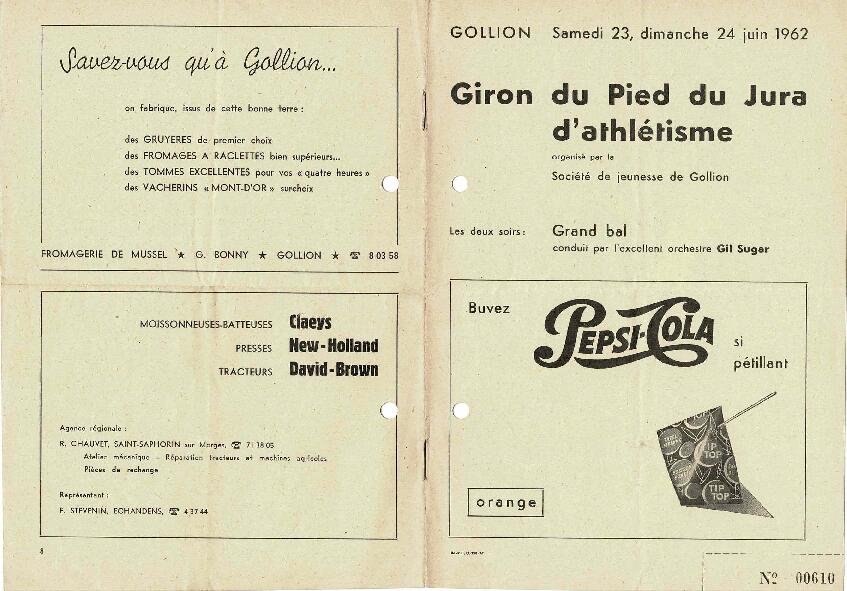 Savez-vous qu'à Gollion...
on fabrique, issus de cette bonne terre :
des GRUYERES de premier choix
des FROMAGES A RACLETTES bien supérieurs...
des TOMMES EXCELLENTES pour vos « quatre heures »
des VACHERINS « MONT-D'OR » surchoix
FROMAGERIE DE MUSSEL ★ G. BONNY ★ GOLLION ★ ☎ 8 03 58
MOISSONNEUSES-BATTEUSES Claeys
PRESSES New-Holland
TRACTEURS David-Brown
Agence régionale :
R. CHAUVET, SAINT-SAPHORIN sur Morges, ☎ 71 18 05
Atelier mécanique - Réparation tracteurs et machines agricoles
Pièces de rechange
Représentant :
F. STEVENIN, ECHANDENS, ☎ 4 37 44
8
GOLLION Samedi 23, dimanche 24 juin 1962
Giron du Pied du Jura
d'athlétisme
organisé par la
Société de jeunesse de Gollion
Les deux soirs : Grand bal
conduit par l'excellent orchestre Gil Sugar
Buvez
PEPSI-COLA
si
pétillant
TIP
TOP
TIP
TOP
orange
Nº 00610